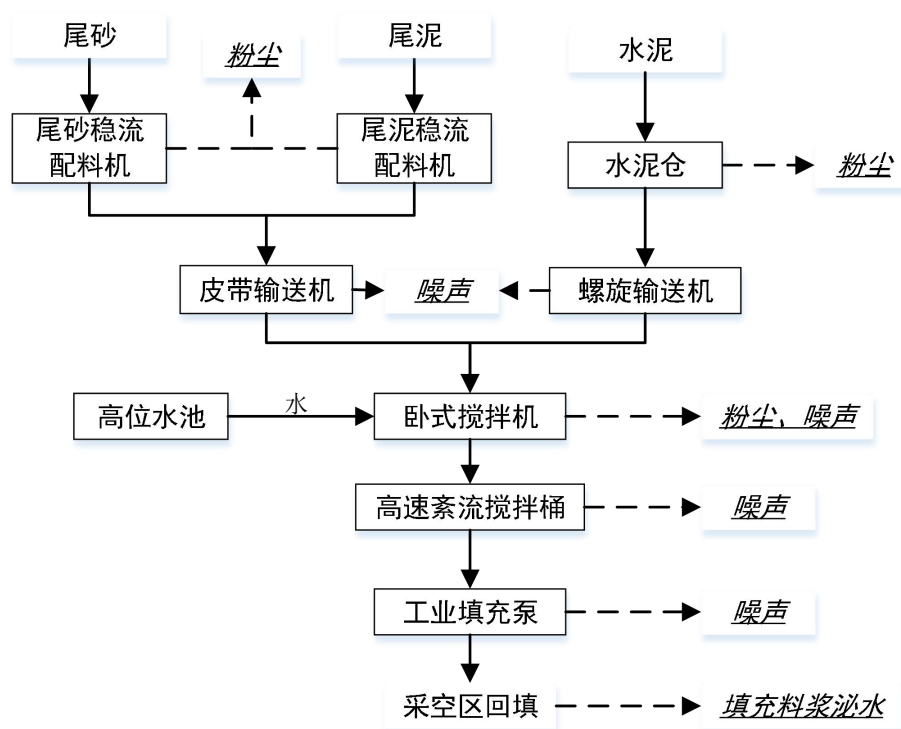 尾砂
粉尘
尾泥
水泥
尾砂稳流
配料机
尾泥稳流
配料机
水泥仓
粉尘
皮带输送机
噪声
螺旋输送机
高位水池
水
卧式搅拌机
粉尘、噪声
高速紊流搅拌桶
噪声
工业填充泵
噪声
采空区回填
填充料浆泌水